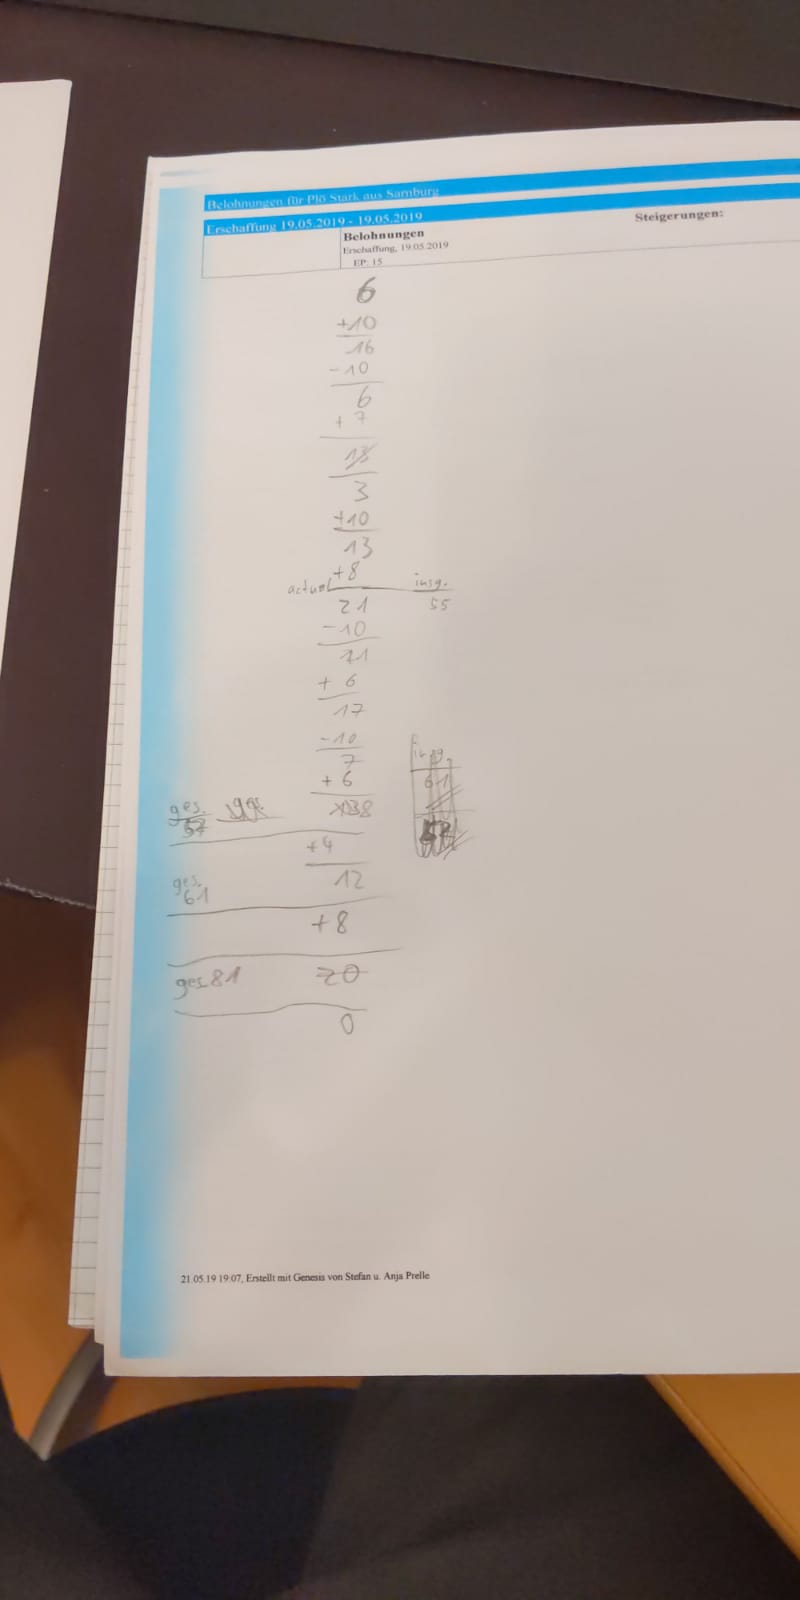 Belohnungen für Plö Stark aus Sarnburg
Erschaffung 19.05.2019 - 19.05.2019
Steigerungen:
Belohnungen
Erschaffung, 19.05.2019
EP: 15
6
+10
16
-10
6
+7
13
3
+10
13
+8
actuel insg.
21 55
-10
11
+ 6
17
-10
7 insg.
+ 6 61
ges. 8
57
+4
ges. 12
61
+8
ges. 81 20
0
21.05.19 19:07, Erstellt mit Genesis von Stefan u. Anja Prelle